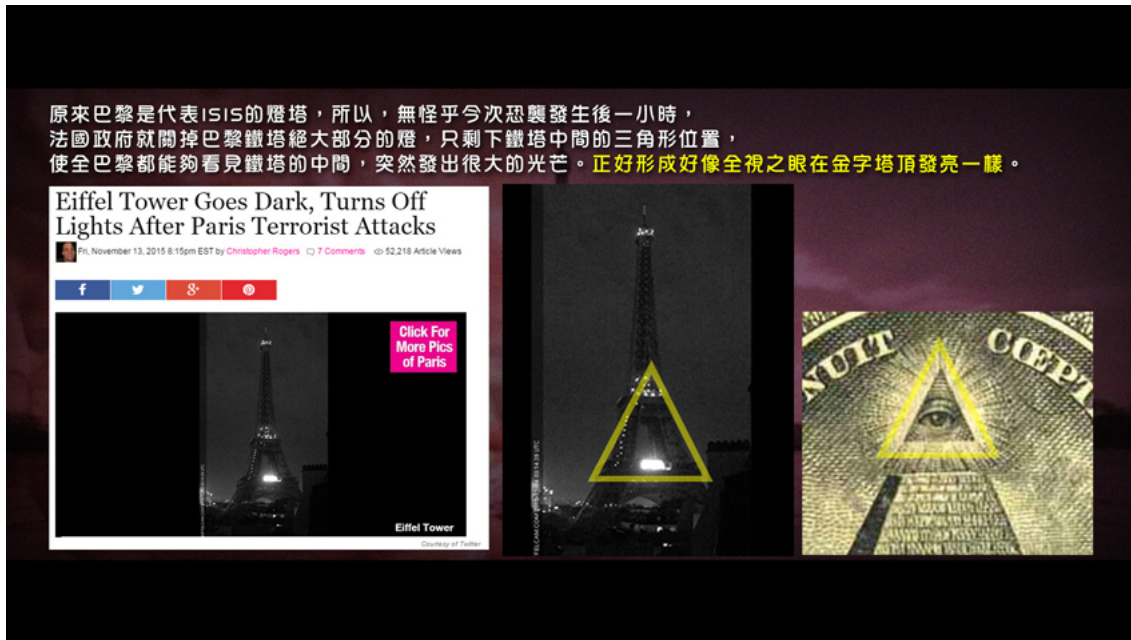 原來巴黎是代表ISIS的燈塔，所以，無怪乎今次恐襲發生後一小時，
法國政府就關掉巴黎鐵塔絕大部分的燈，只剩下鐵塔中間的三角形位置，
使全巴黎都能夠看見鐵塔的中間，突然發出很大的光芒。正好形成好像全視之眼在金字塔頂發亮一樣。
Eiffel Tower Goes Dark, Turns Off
Lights After Paris Terrorist Attacks
Fri, November 13, 2015 8:15pm EST by Christopher Rogers 7 Comments 52,218 Article Views
Click For
More Pics
of Paris
Eiffel Tower
Courtesy of Twitter
NUIT CŒPT